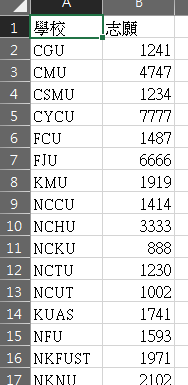 A B
1 學校 志願
2 CGU 1241
3 CMU 4747
4 CSMU 1234
5 CYCU 7777
6 FCU 1487
7 FJU 6666
8 KMU 1919
9 NCCU 1414
10 NCHU 3333
11 NCKU 888
12 NCTU 1230
13 NCUT 1002
14 KUAS 1741
15 NFU 1593
16 NKFUST 1971
17 NKNU 2102